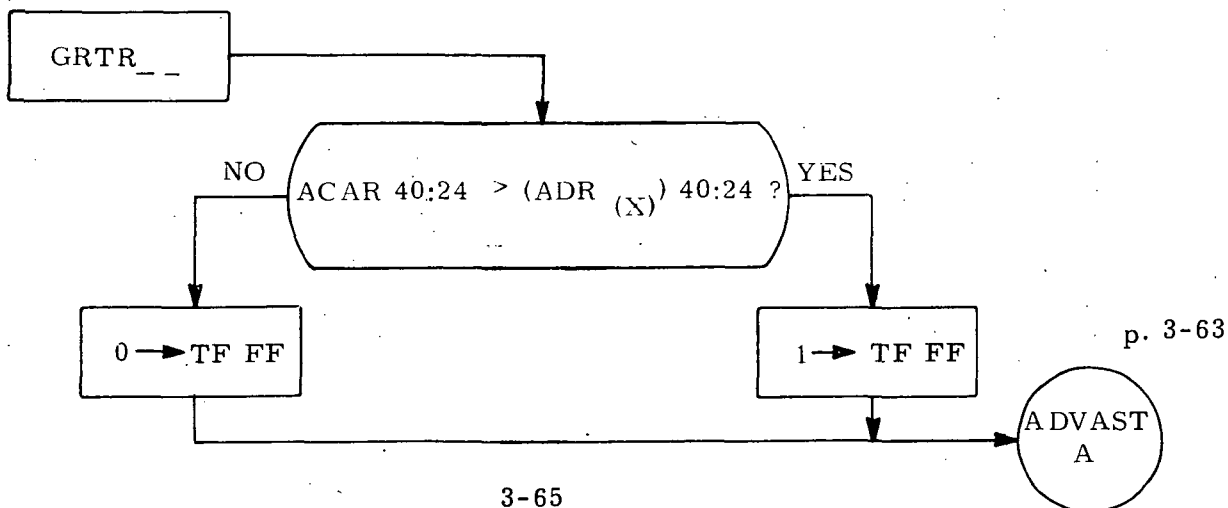 GRTR_ _
NO
YES
ACAR 40:24 > (ADR (X)) 40:24 ?
0 → TF FF
1 → TF FF
p. 3-63
ADVAST
A
3-65